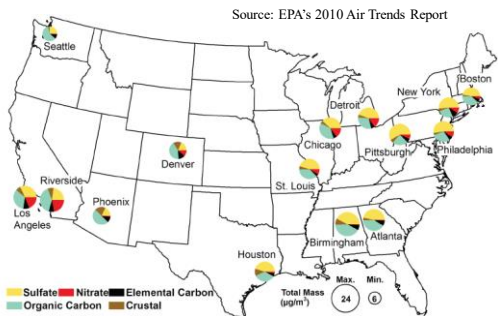 Source: EPA's 2010 Air Trends Report
Seattle
Boston
New York
Detroit
Chicago
Philadelphia
Pittsburgh
Denver
St. Louis
Riverside
Los
Angeles
Phoenix
Birmingham
Atlanta
Houston
Sulfate Nitrate Elemental Carbon
Organic Carbon Crustal
Total Mass
(µg/m³)
Max.
24
Min.
6